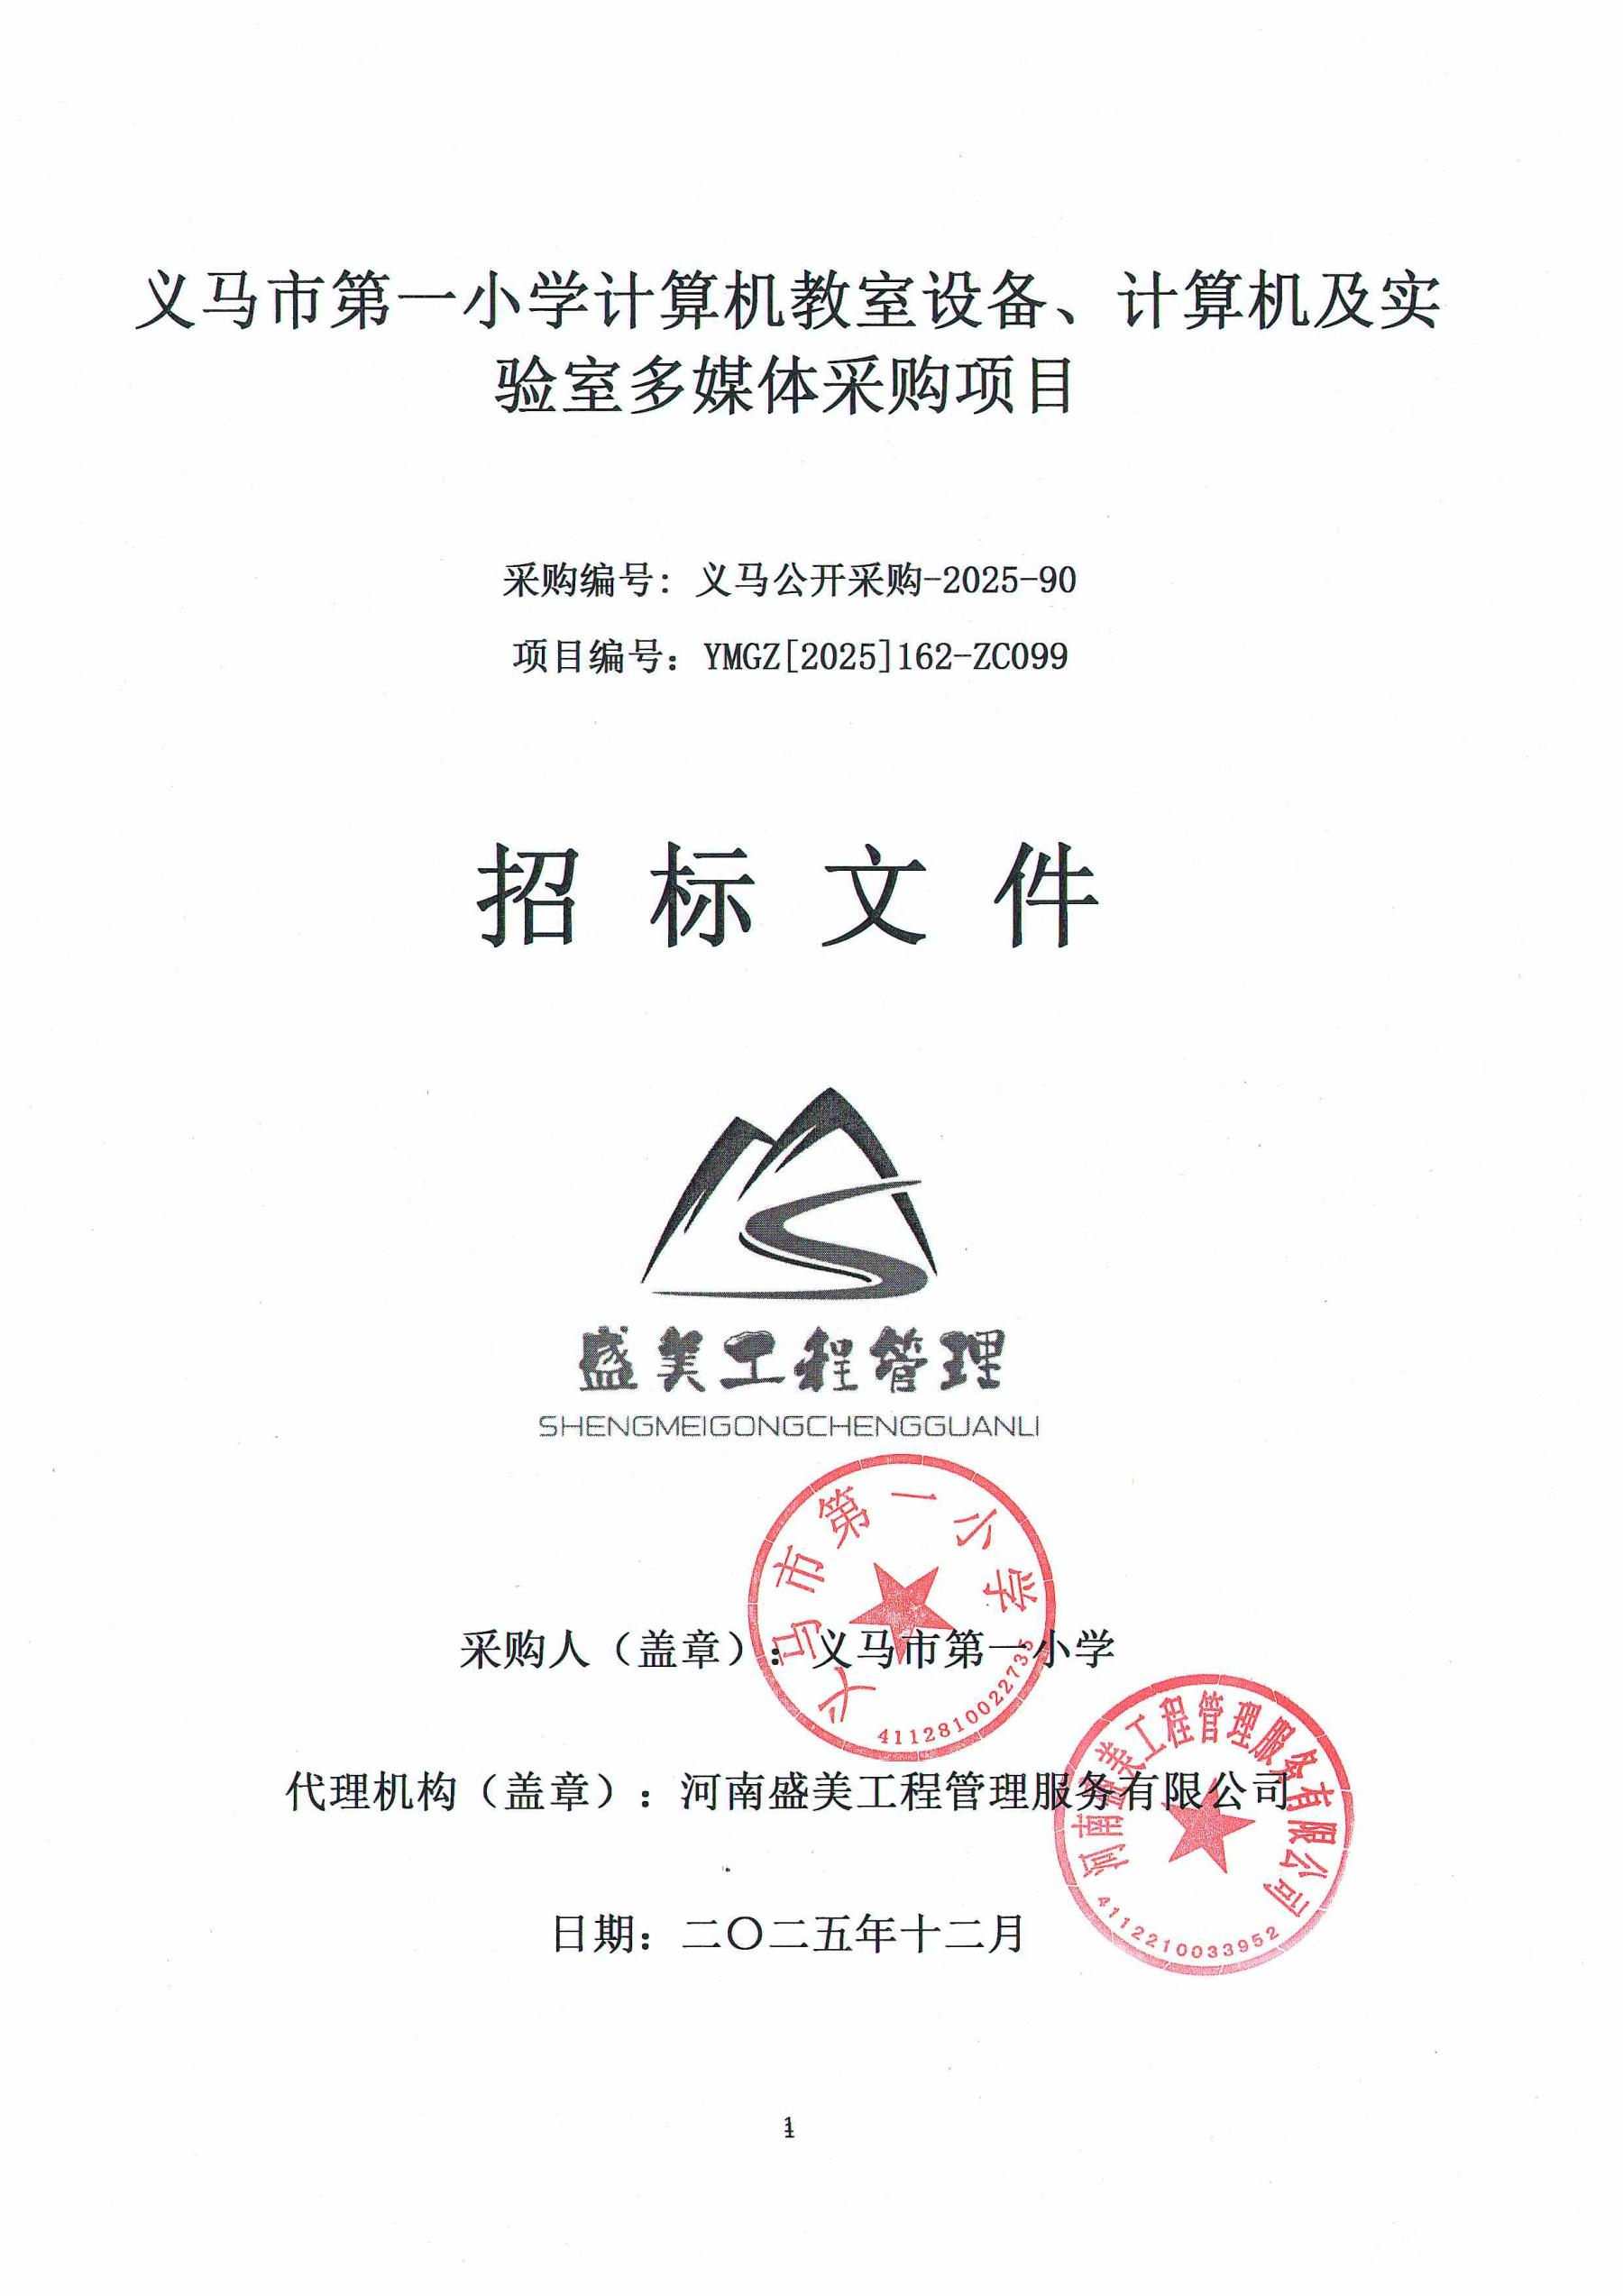 义马市第一小学计算机教室设备、计算机及实
验室多媒体采购项目
采购编号：义马公开采购-2025-90
项目编号：YMGZ[2025]162-ZC099
招标文件
盛美工程管理
SHENGMEIGONGCHENGGUANLI
义马市第一小学
4112810022735
采购人（盖章）：义马市第一小学
河南盛美工程管理服务有限公司
4112210033952
代理机构（盖章）：河南盛美工程管理服务有限公司
日期：二〇二五年十二月
1